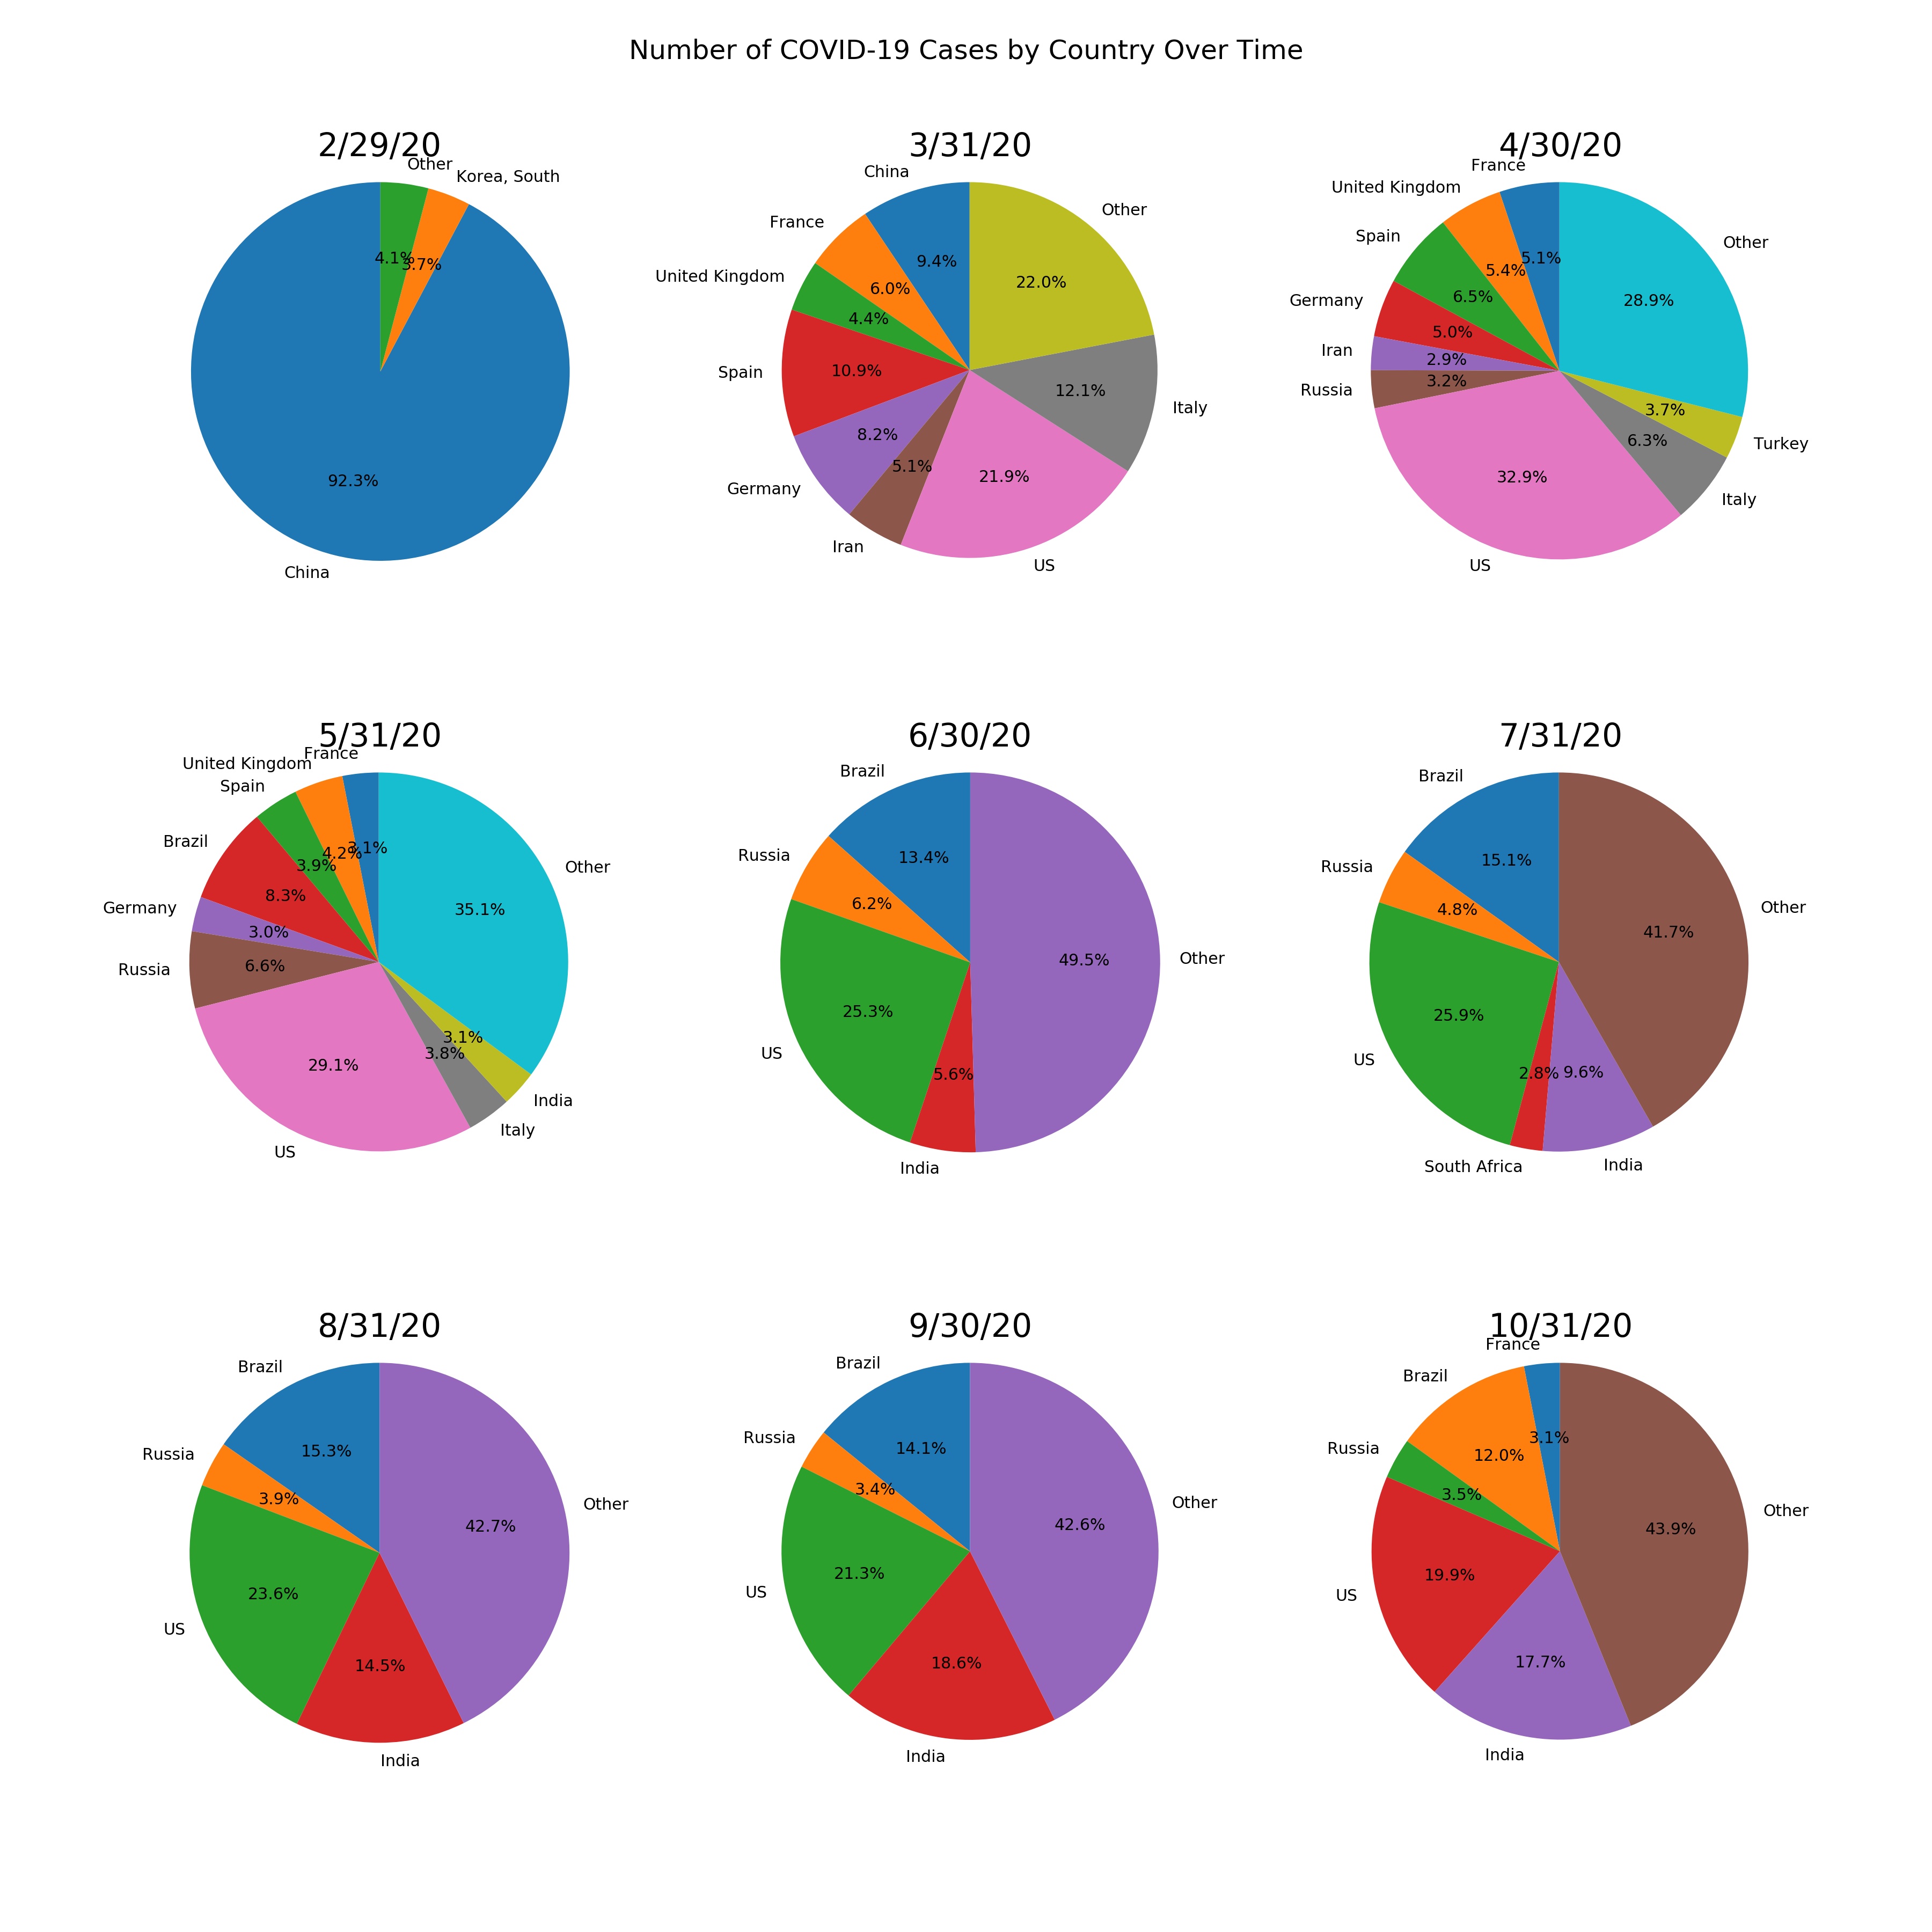 Number of COVID-19 Cases by Country Over Time
2/29/20
Other
Korea, South
4.1%
3.7%
92.3%
China
3/31/20
China
Other
France
United Kingdom
9.4%
22.0%
6.0%
4.4%
Spain
10.9%
12.1%
Italy
8.2%
5.1%
21.9%
Germany
Iran
US
4/30/20
France
United Kingdom
Spain
Other
5.1%
5.4%
6.5%
28.9%
Germany
5.0%
Iran
2.9%
Russia
3.2%
3.7%
6.3%
Turkey
32.9%
Italy
US
5/31/20
France
United Kingdom
Spain
Brazil
3.1%
4.2%
3.9%
Other
8.3%
35.1%
Germany
3.0%
Russia
6.6%
3.1%
3.8%
29.1%
India
Italy
US
6/30/20
Brazil
Russia
13.4%
6.2%
49.5%
Other
25.3%
US
5.6%
India
7/31/20
Brazil
Russia
15.1%
4.8%
Other
41.7%
25.9%
US
2.8%
9.6%
South Africa
India
8/31/20
Brazil
Russia
15.3%
3.9%
Other
42.7%
23.6%
US
14.5%
India
9/30/20
Brazil
Russia
14.1%
3.4%
Other
42.6%
21.3%
US
18.6%
India
10/31/20
France
Brazil
Russia
3.1%
12.0%
3.5%
Other
43.9%
19.9%
US
17.7%
India